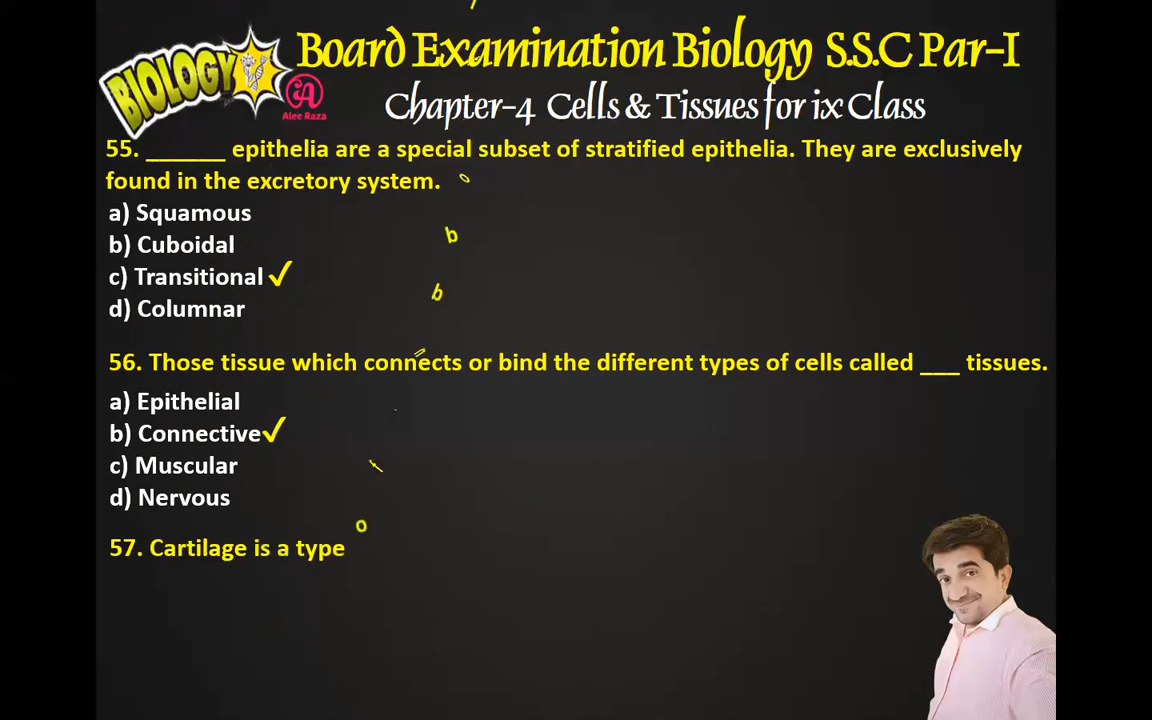 BIOLOGY
Alee Raza
Board Examination Biology S.S.C Par-I
Chapter-4 Cells & Tissues for ix Class
55. ______ epithelia are a special subset of stratified epithelia. They are exclusively
found in the excretory system.
a) Squamous
b) Cuboidal
c) Transitional ✓
d) Columnar
56. Those tissue which connects or bind the different types of cells called ___ tissues.
a) Epithelial
b) Connective ✓
c) Muscular
d) Nervous
57. Cartilage is a type
o
b
b
o